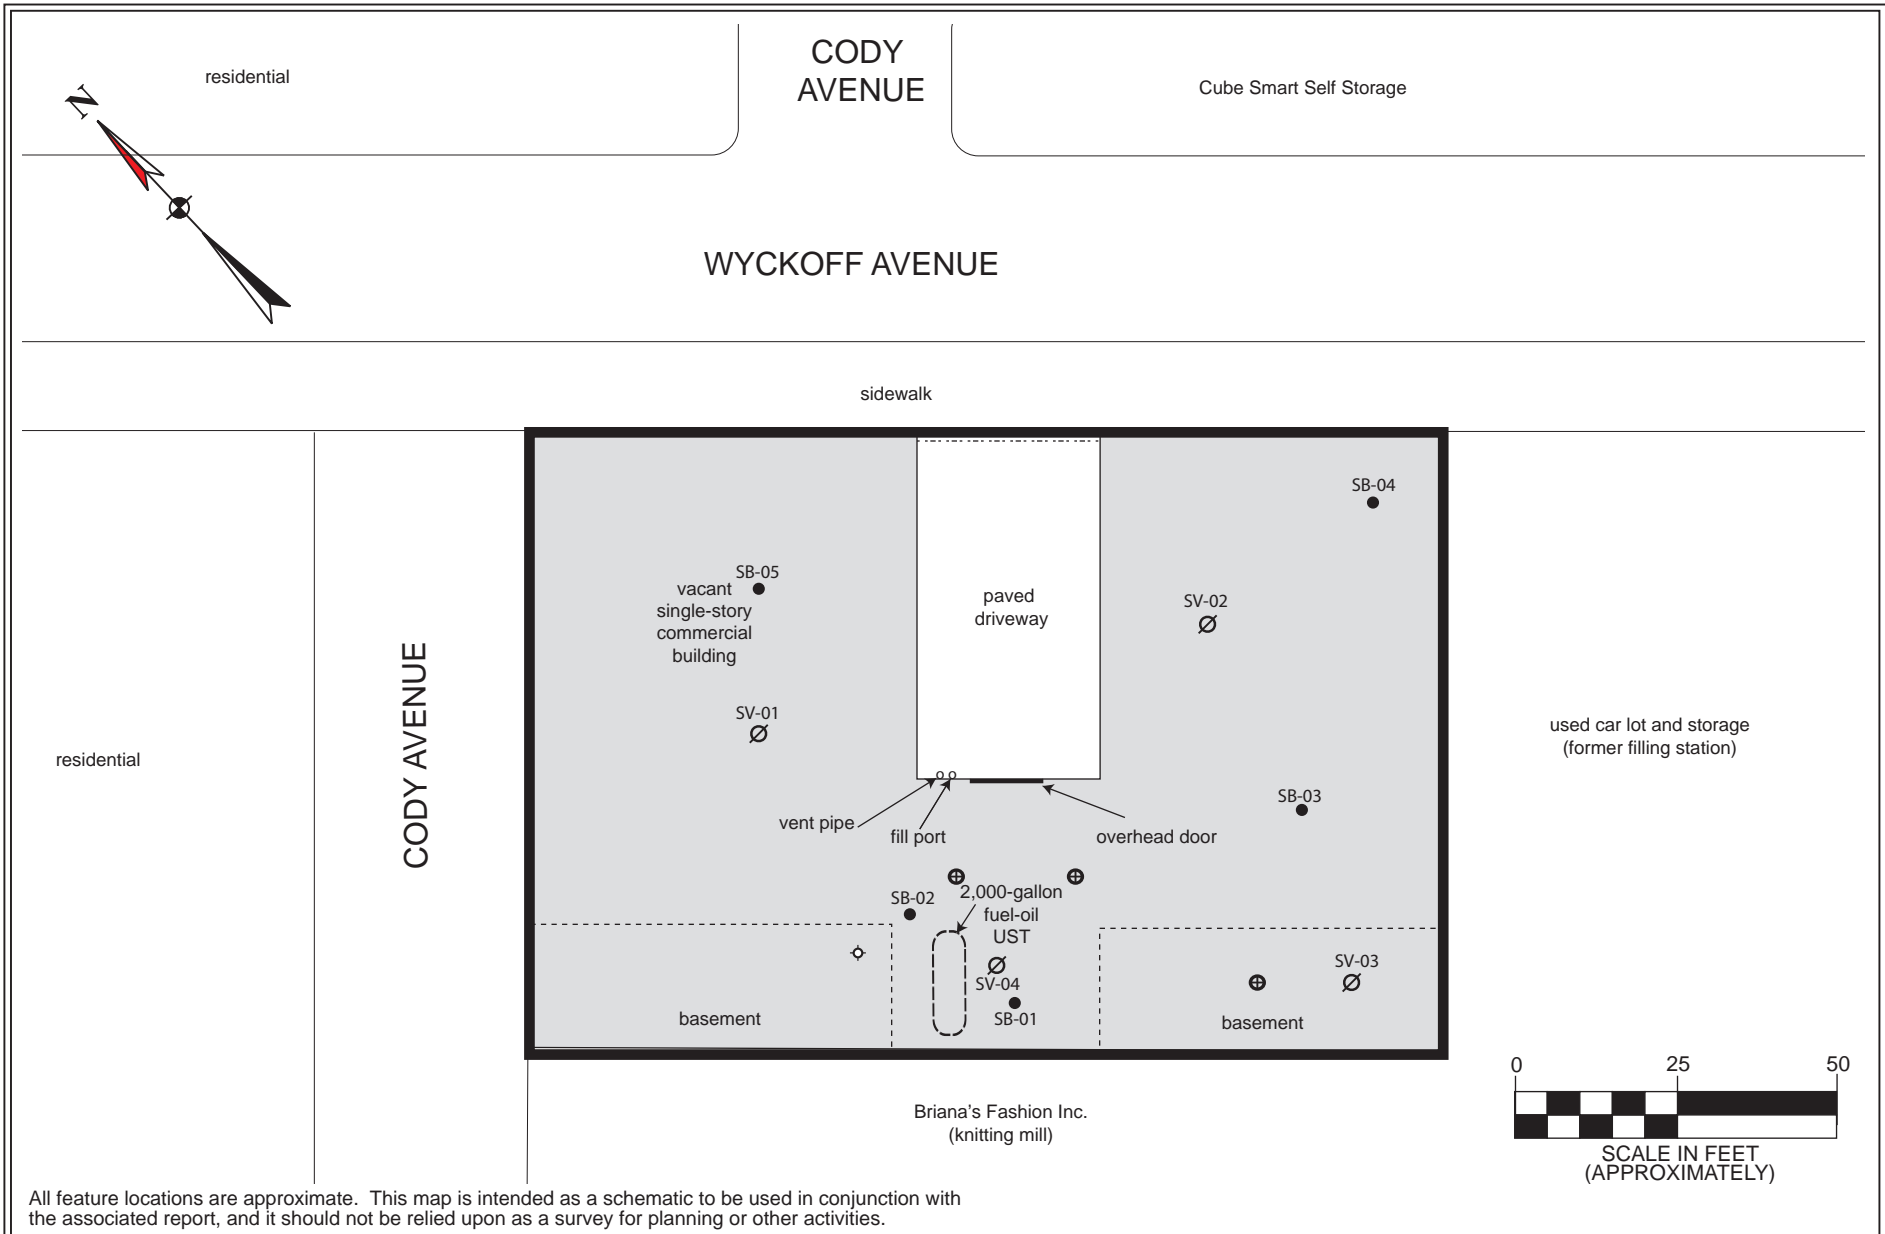 CODY
AVENUE
residential
Cube Smart Self Storage
N
WYCKOFF AVENUE
sidewalk
SB-04
SB-05
vacant
single-story
commercial
building
paved
driveway
SV-02
SV-01
used car lot and storage
(former filling station)
residential
CODY AVENUE
SB-03
vent pipe
fill port
overhead door
SB-02
2,000-gallon
fuel-oil
UST
SV-04
SB-01
SV-03
basement
basement
0 25 50
SCALE IN FEET
(APPROXIMATELY)
Briana's Fashion Inc.
(knitting mill)
All feature locations are approximate. This map is intended as a schematic to be used in conjunction with
the associated report, and it should not be relied upon as a survey for planning or other activities.